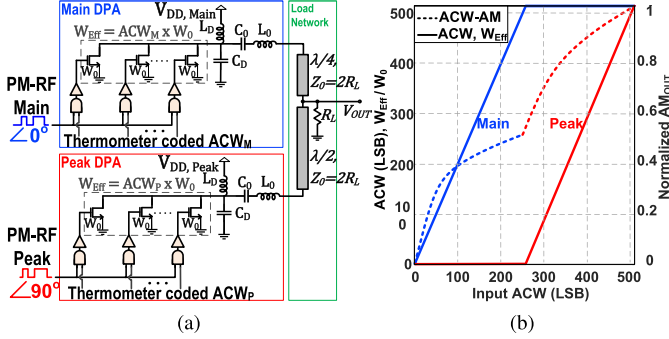 Main DPA
V_DD, Main
Load
Network
W_Eff = ACW_M x W_0
L_D
C_0
L_0
W_0
W_0
W_0
C_D
λ/4,
Z_0=2R_L
PM-RF
Main
∠0°
...
Thermometer coded ACW_M
R_L
V_OUT
Peak DPA
V_DD, Peak
λ/2,
Z_0=2R_L
W_Eff = ACW_P x W_0
L_D
C_0
L_0
W_0
W_0
W_0
C_D
PM-RF
Peak
∠90°
...
Thermometer coded ACW_P
(a)
ACW (LSB), W_Eff / W_0
500
400
300
200
100
0
0
ACW-AM
ACW, W_Eff
Main
Peak
1
0.8
0.6
0.4
0.2
0
Normalized AM_OUT
0
100
200
300
400
500
Input ACW (LSB)
(b)